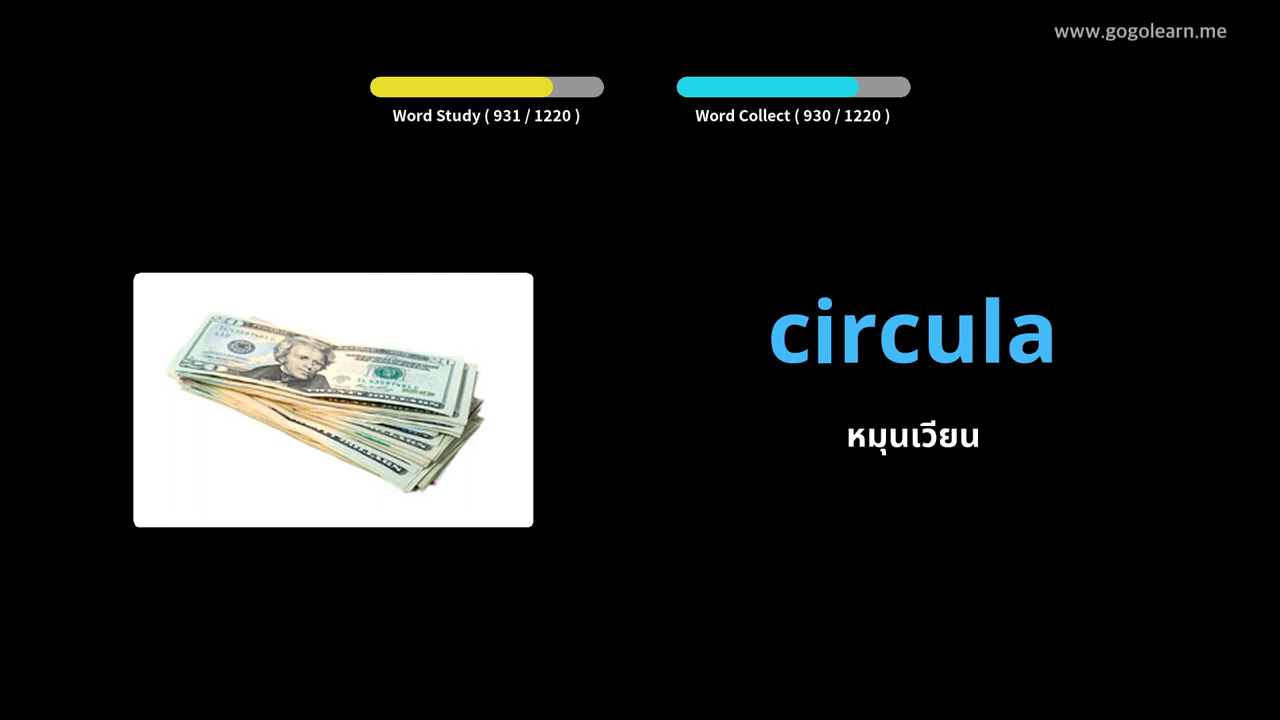 www.gogolearn.me
Word Study ( 931 / 1220 )
Word Collect ( 930 / 1220 )
circula
หมุนเวียน